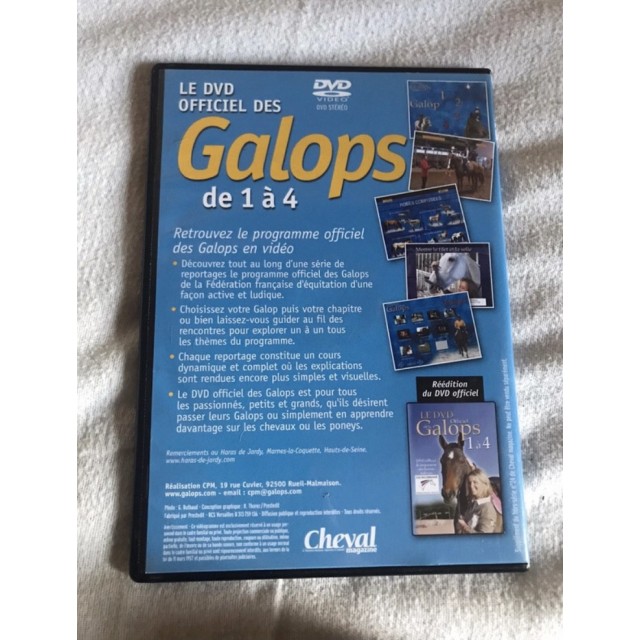 LE DVD
OFFICIEL DES
DVD
VIDEO
DVD STÉRÉO
Galops
de 1 à 4
Retrouvez le programme officiel
des Galops en vidéo
• Découvrez tout au long d'une série de
reportages le programme officiel des Galops
de la Fédération française d'équitation d'une
façon active et ludique.
• Choisissez votre Galop puis votre chapitre
ou bien laissez-vous guider au fil des
rencontres pour explorer un à un tous
les thèmes du programme.
• Chaque reportage constitue un cours
dynamique et complet où les explications
sont rendues encore plus simples et visuelles.
• Le DVD officiel des Galops est pour tous
les passionnés, petits et grands, qu'ils désirent
passer leurs Galops ou simplement en apprendre
davantage sur les chevaux ou les poneys.
Remerciements au Haras de Jardy, Marnes-la-Coquette, Hauts-de-Seine.
www.haras-de-jardy.com
Réalisation CPM, 19 rue Cuvier, 92500 Rueil-Malmaison.
www.galops.com - email : cpm@galops.com
Galop
Galops
Réédition
du DVD officiel
LE DVD
Officiel
Galops
1 à 4
Cheval
magazine